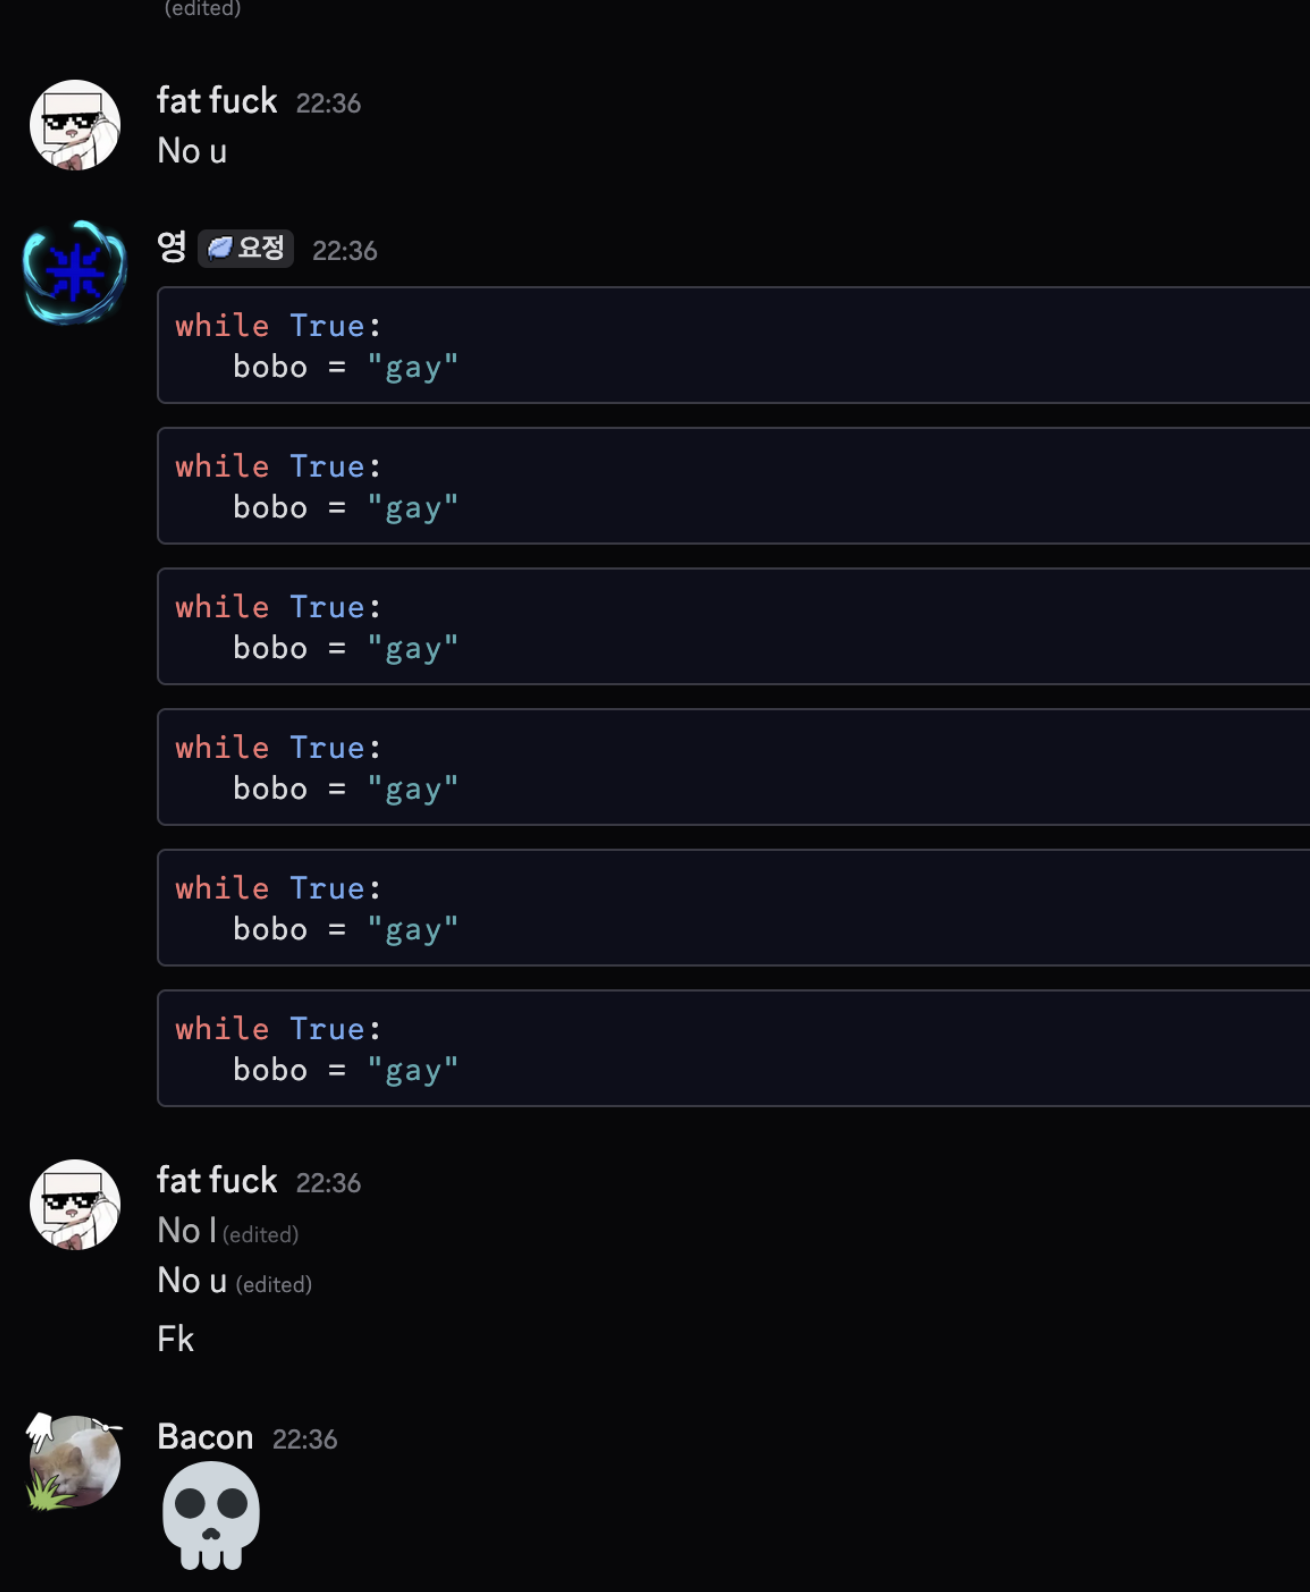 (edited)
fat fuck 22:36
No u
영 요정 22:36
while True:
bobo = "gay"
while True:
bobo = "gay"
while True:
bobo = "gay"
while True:
bobo = "gay"
while True:
bobo = "gay"
while True:
bobo = "gay"
fat fuck 22:36
No l (edited)
No u (edited)
Fk
Bacon 22:36